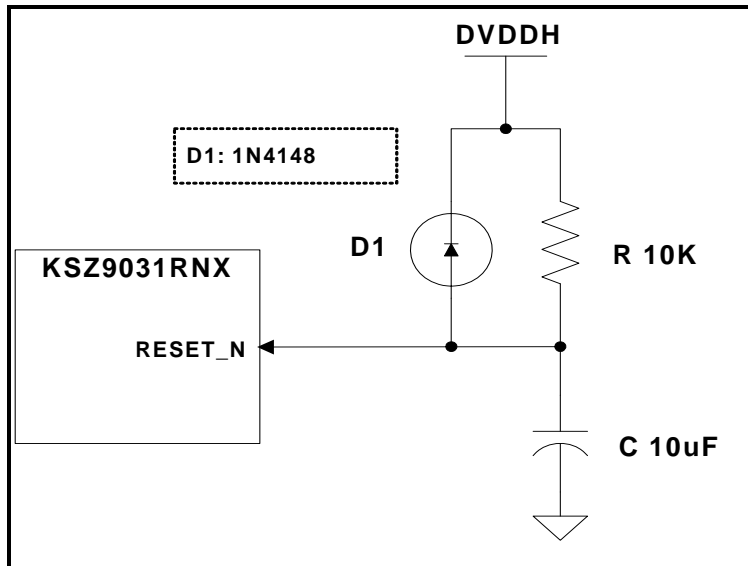 DVDDH
D1: 1N4148
D1
R 10K
KSZ9031RNX
RESET_N
C 10uF